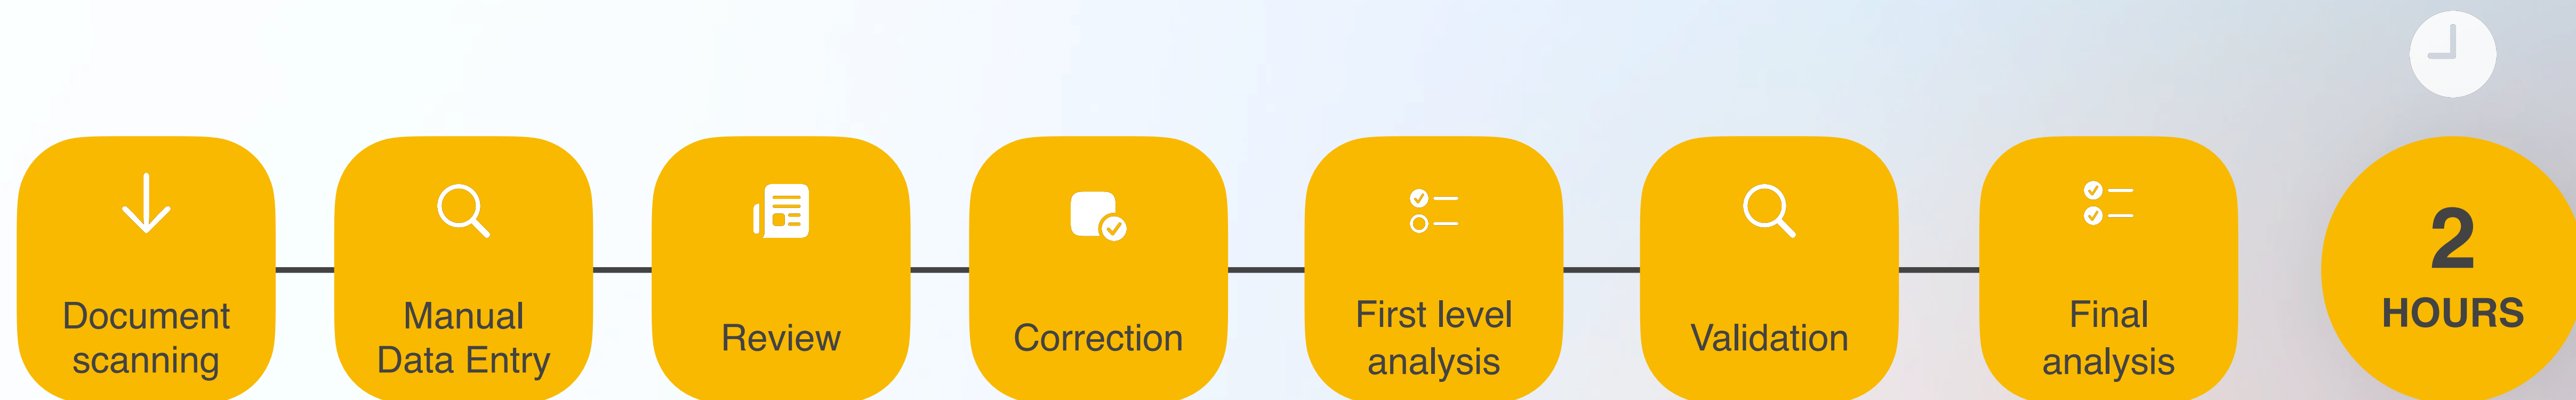 Document
scanning
Manual
Data Entry
Review
Correction
First level
analysis
Validation
Final
analysis
2
HOURS